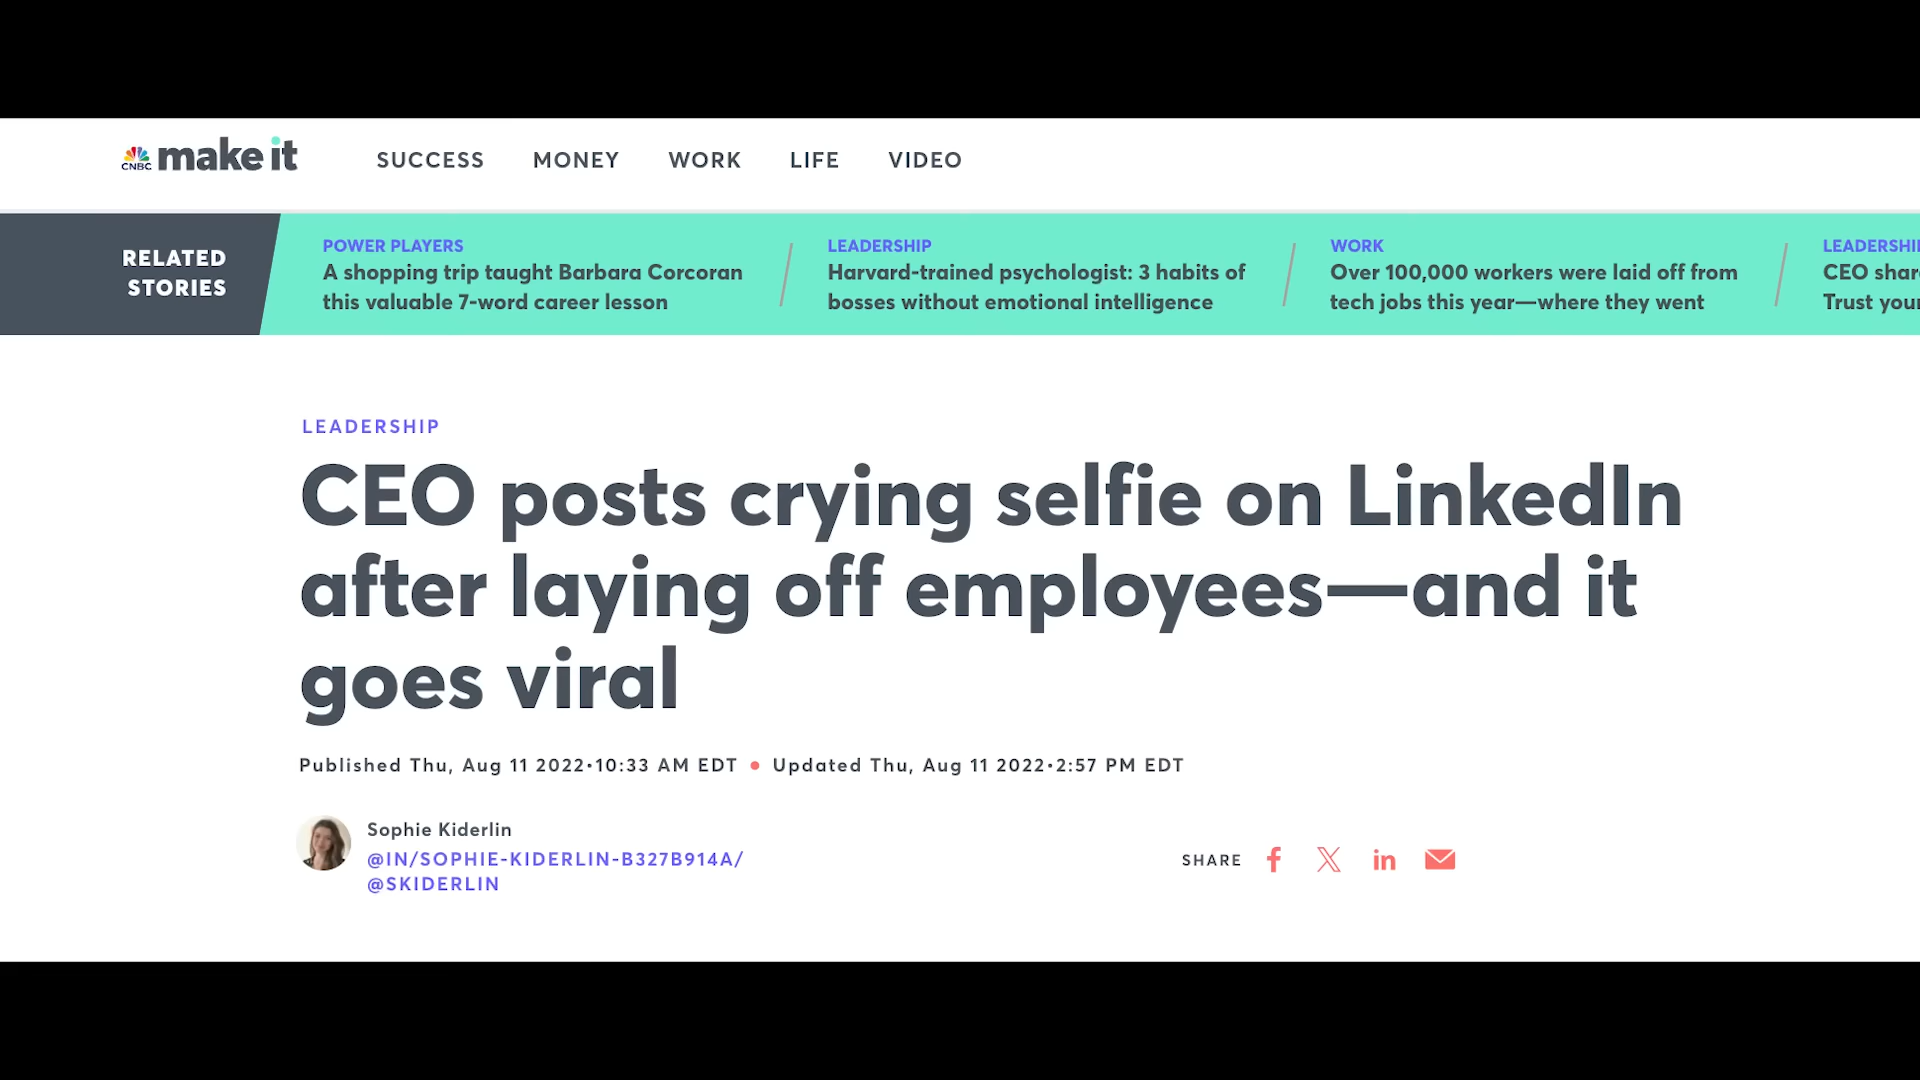 CNBC make it
SUCCESS MONEY WORK LIFE VIDEO
RELATED
STORIES
POWER PLAYERS
A shopping trip taught Barbara Corcoran
this valuable 7-word career lesson
LEADERSHIP
Harvard-trained psychologist: 3 habits of
bosses without emotional intelligence
WORK
Over 100,000 workers were laid off from
tech jobs this year—where they went
CEO
Trust
LEADERSHIP
CEO posts crying selfie on LinkedIn
after laying off employees—and it
goes viral
Published Thu, Aug 11 2022•10:33 AM EDT • Updated Thu, Aug 11 2022•2:57 PM EDT
Sophie Kiderlin
@IN/SOPHIE-KIDERLIN-B327B914A/
@SKIDERLIN
SHARE